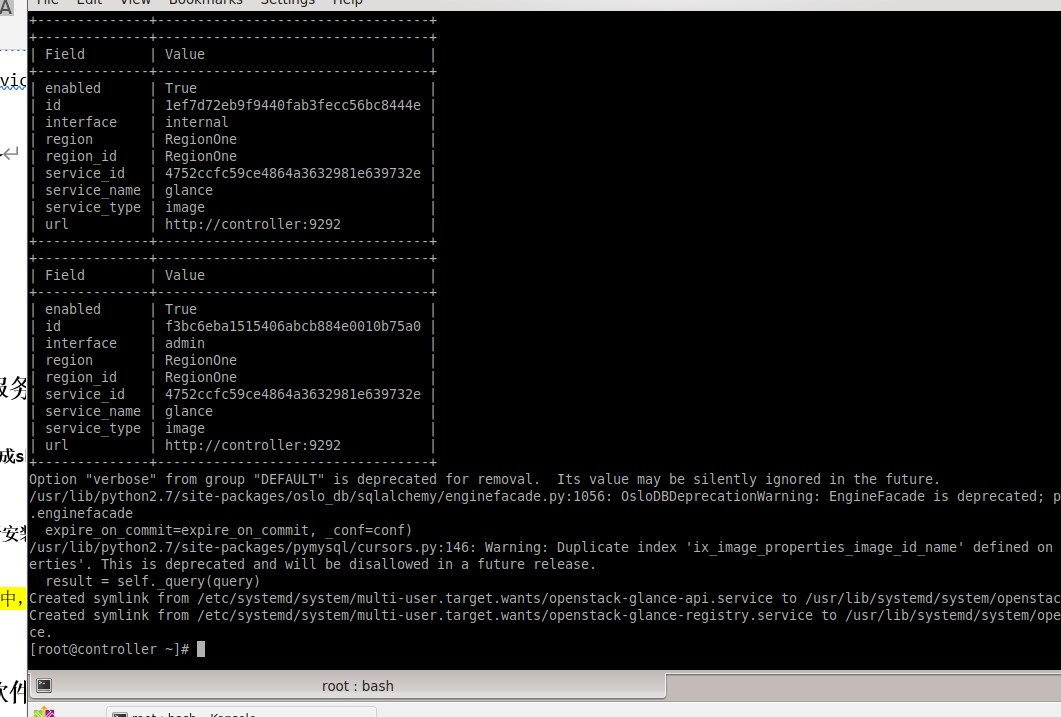 A
File Edit View Bookmarks Settings Help
+--------------+----------------------------------+
+--------------+----------------------------------+
| Field        | Value                            |
+--------------+----------------------------------+
| enabled      | True                             |
| id           | 1ef7d72eb9f9440fab3fecc56bc8444e |
| interface    | internal                         |
| region       | RegionOne                        |
| region_id    | RegionOne                        |
| service_id   | 4752ccfc59ce4864a3632981e639732e |
| service_name | glance                           |
| service_type | image                            |
| url          | http://controller:9292           |
+--------------+----------------------------------+
+--------------+----------------------------------+
| Field        | Value                            |
+--------------+----------------------------------+
| enabled      | True                             |
| id           | f3bc6eba1515406abcb884e0010b75a0 |
| interface    | admin                            |
| region       | RegionOne                        |
| region_id    | RegionOne                        |
| service_id   | 4752ccfc59ce4864a3632981e639732e |
| service_name | glance                           |
| service_type | image                            |
| url          | http://controller:9292           |
+--------------+----------------------------------+
Option "verbose" from group "DEFAULT" is deprecated for removal.  Its value may be silently ignored in the future.
/usr/lib/python2.7/site-packages/oslo_db/sqlalchemy/enginefacade.py:1056: OsloDBDeprecationWarning: EngineFacade is deprecated; p
.enginefacade
  expire_on_commit=expire_on_commit, _conf=conf)
/usr/lib/python2.7/site-packages/pymysql/cursors.py:146: Warning: Duplicate index 'ix_image_properties_image_id_name' defined on
erties'. This is deprecated and will be disallowed in a future release.
  result = self._query(query)
Created symlink from /etc/systemd/system/multi-user.target.wants/openstack-glance-api.service to /usr/lib/systemd/system/openstac
Created symlink from /etc/systemd/system/multi-user.target.wants/openstack-glance-registry.service to /usr/lib/systemd/system/ope
ce.
[root@controller ~]#
root : bash
root : bash – Konsole
vic
服务
成s
安装
中，
软件